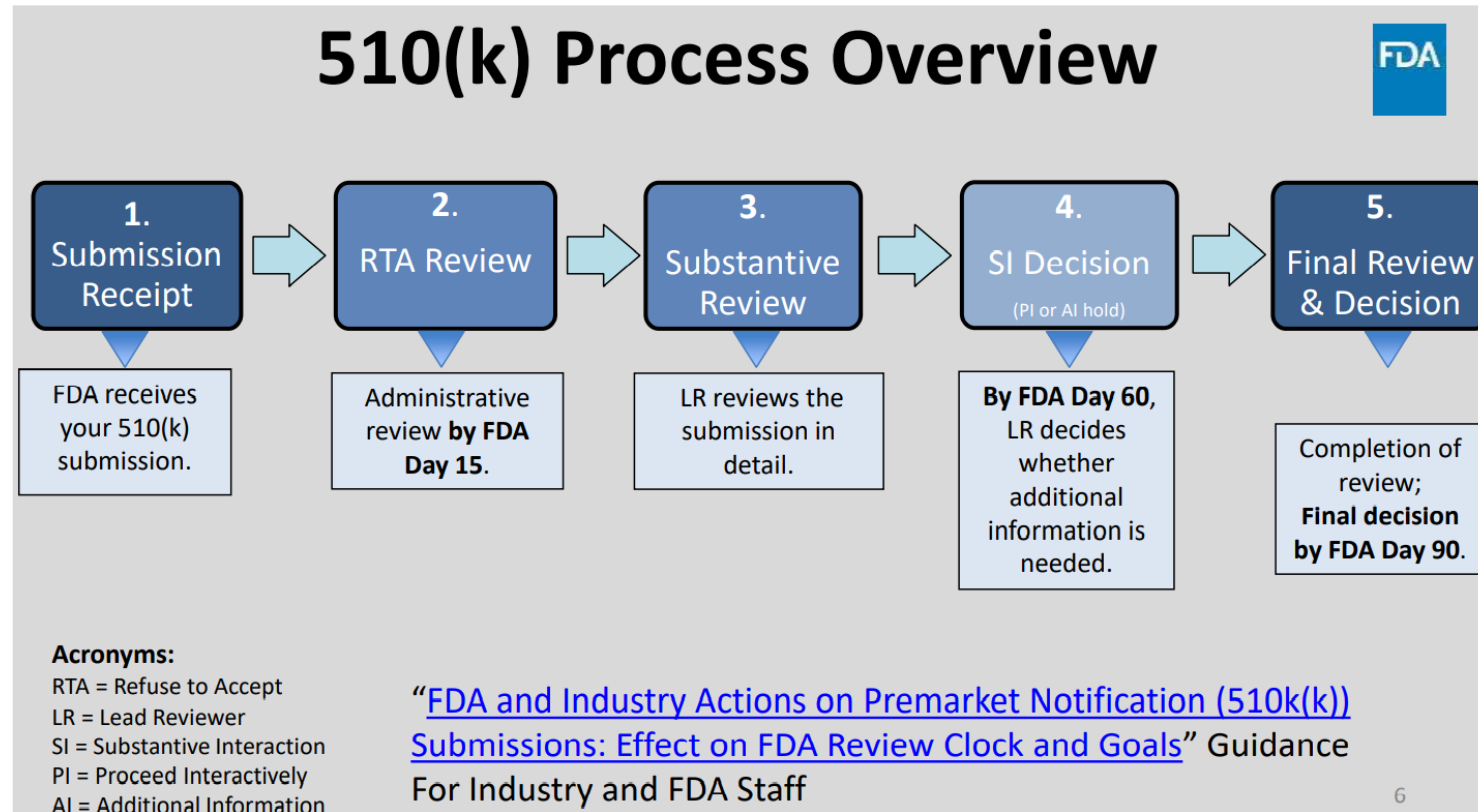 510(k) Process Overview
FDA
1.
Submission
Receipt
2.
RTA Review
3.
Substantive
Review
4.
SI Decision
(PI or AI hold)
5.
Final Review
& Decision
FDA receives
your 510(k)
submission.
Administrative
review by FDA
Day 15.
LR reviews the
submission in
detail.
By FDA Day 60,
LR decides
whether
additional
information is
needed.
Completion of
review;
Final decision
by FDA Day 90.
Acronyms:
RTA = Refuse to Accept
LR = Lead Reviewer
SI = Substantive Interaction
PI = Proceed Interactively
AI = Additional Information
“FDA and Industry Actions on Premarket Notification (510k(k))
Submissions: Effect on FDA Review Clock and Goals” Guidance
For Industry and FDA Staff
6